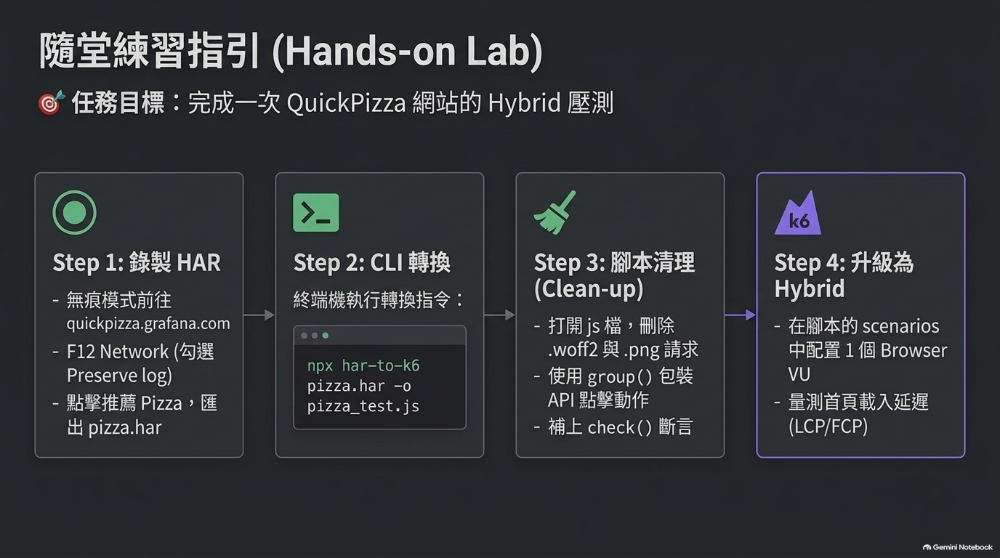 隨堂練習指引 (Hands-on Lab)
任務目標：完成一次 QuickPizza 網站的 Hybrid 壓測
Step 1: 錄製 HAR
- 無痕模式前往
quickpizza.grafana.com
- F12 Network (勾選
Preserve log)
- 點擊推薦 Pizza，匯
出 pizza.har
Step 2: CLI 轉換
終端機執行轉換指令：
npx har-to-k6
pizza.har -o
pizza_test.js
Step 3: 腳本清理
(Clean-up)
- 打開 js 檔，刪除
.woff2 與 .png 請求
- 使用 group() 包裝
API 點擊動作
- 補上 check() 斷言
k6
Step 4: 升級為
Hybrid
- 在腳本的 scenarios
中配置 1 個 Browser
VU
- 量測首頁載入延遲
(LCP/FCP)
Gemini Notebook